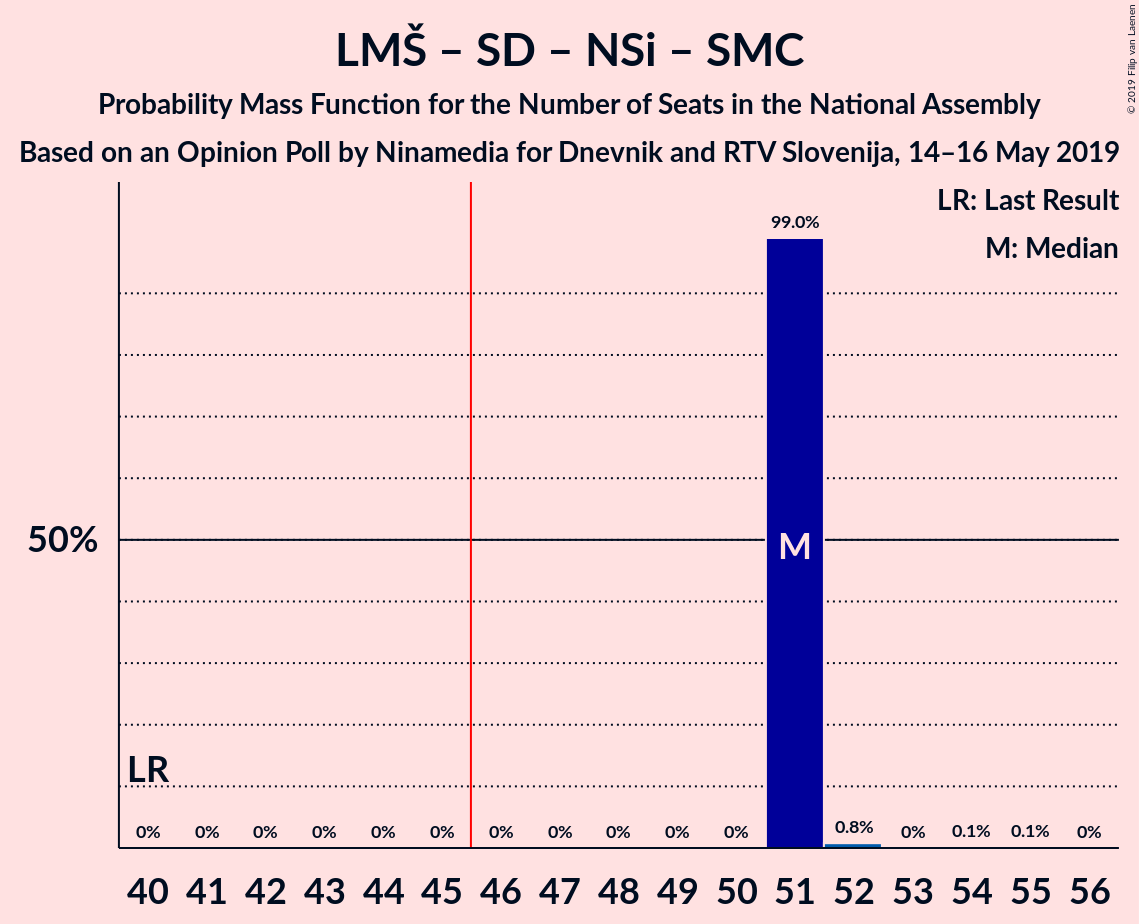 LMŠ – SD – NSi – SMC
Probability Mass Function for the Number of Seats in the National Assembly
Based on an Opinion Poll by Ninamedia for Dnevnik and RTV Slovenija, 14–16 May 2019
© 2019 Filip van Laenen
LR: Last Result
M: Median
99.0%
50%
M
LR
0% 0% 0% 0% 0% 0% 0% 0% 0% 0% 0% 0.8% 0% 0.1% 0.1% 0%
40 41 42 43 44 45 46 47 48 49 50 51 52 53 54 55 56